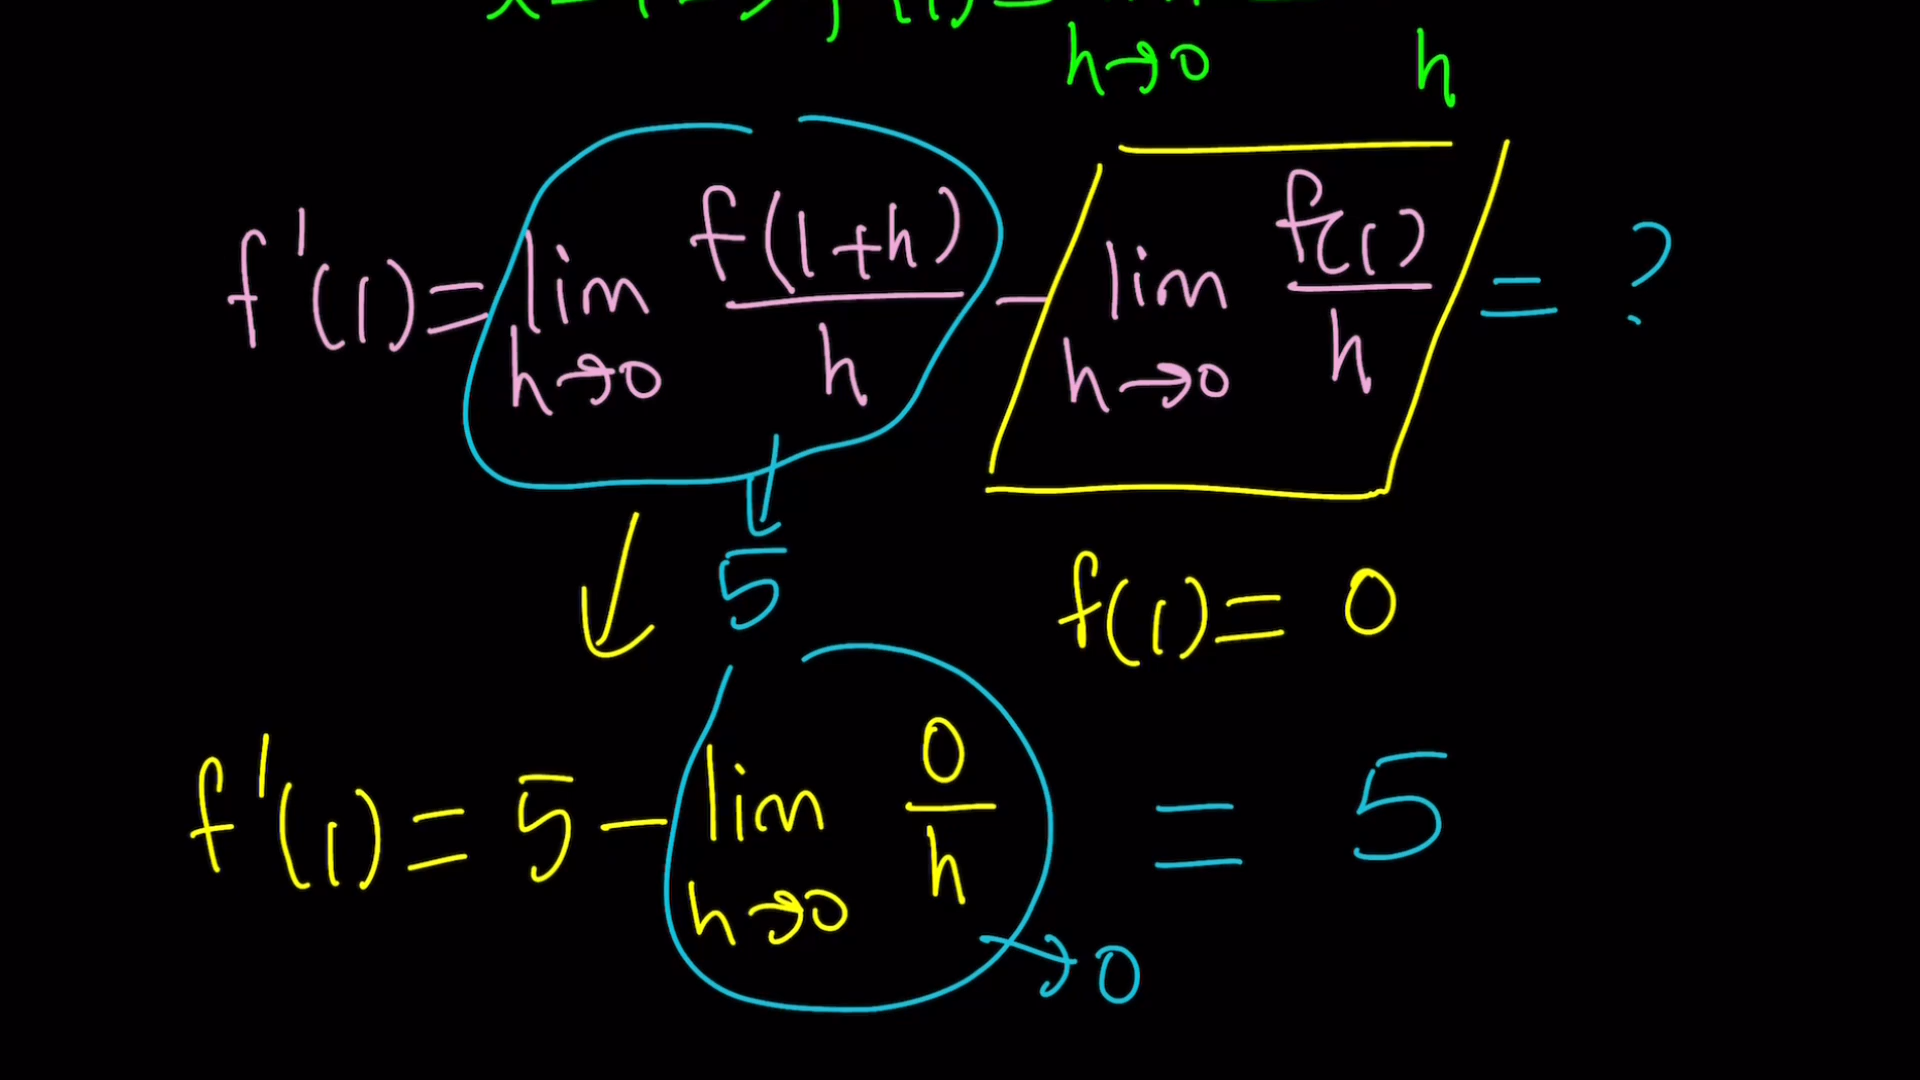 h→0 h
f'(1) = lim h→0 f(1+h)/h − lim h→0 f(1)/h = ?
5
f(1) = 0
f'(1) = 5 − lim h→0 0/h = 5
→0